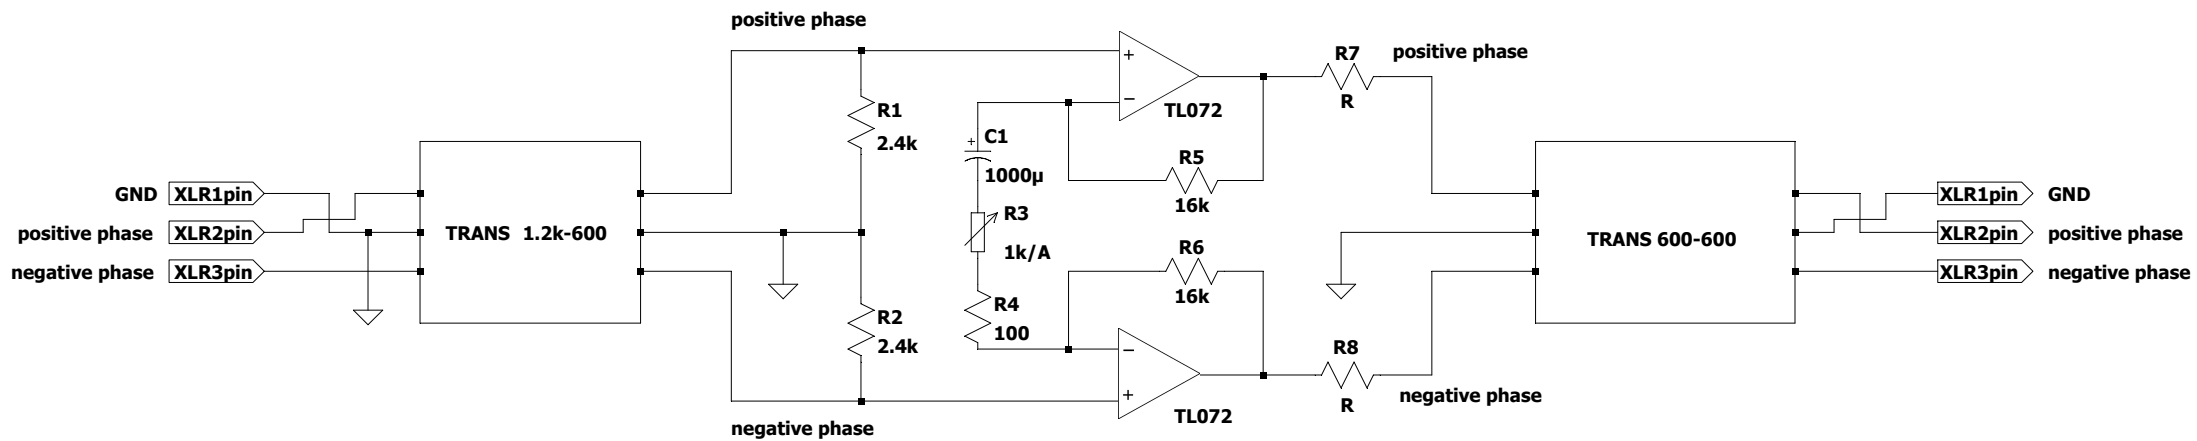 positive phase
R7
positive phase
+
−
TL072
R
R1
2.4k
+
C1
1000µ
R5
16k
GND
XLR1pin
positive phase
XLR2pin
negative phase
XLR3pin
TRANS 1.2k-600
R3
1k/A
R6
16k
R4
100
R2
2.4k
−
+
TL072
R8
R
negative phase
negative phase
TRANS 600-600
XLR1pin
GND
XLR2pin
positive phase
XLR3pin
negative phase